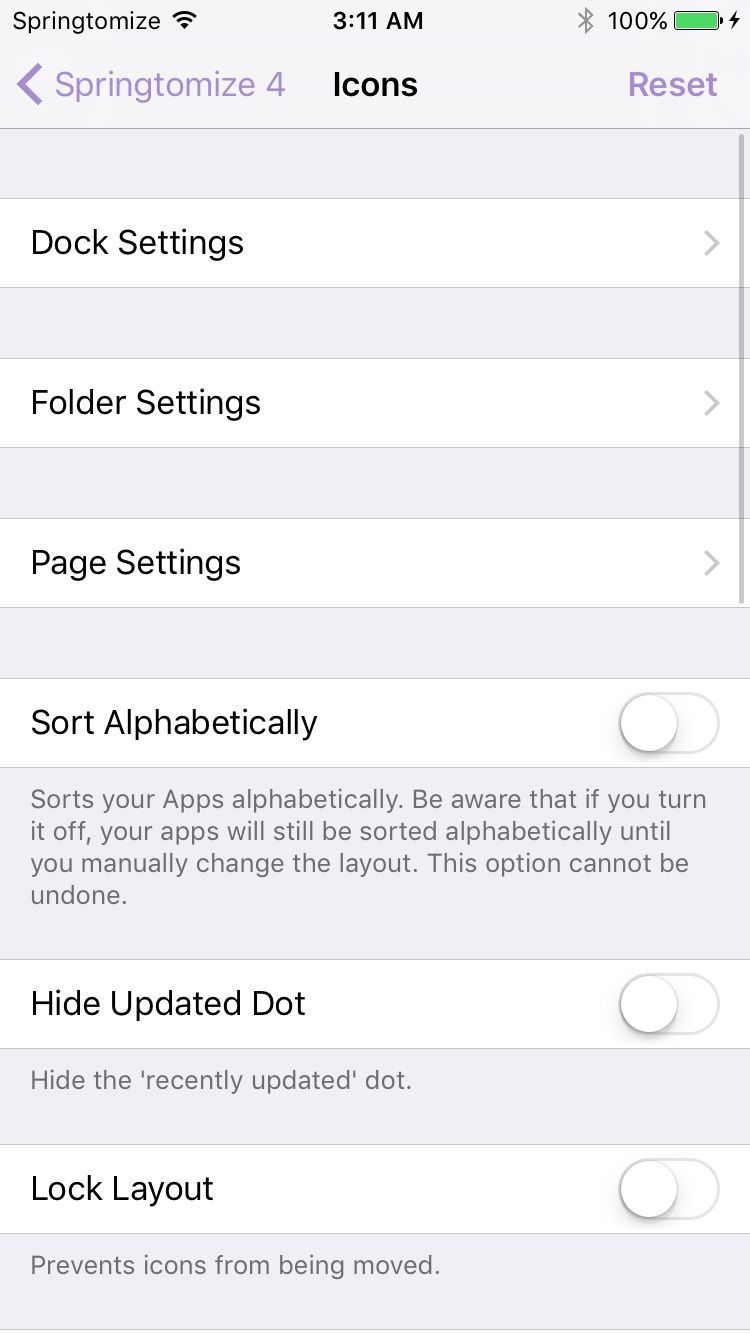 Springtomize 3:11 AM 100%
Springtomize 4 Icons Reset
Dock Settings
Folder Settings
Page Settings
Sort Alphabetically
Sorts your Apps alphabetically. Be aware that if you turn
it off, your apps will still be sorted alphabetically until
you manually change the layout. This option cannot be
undone.
Hide Updated Dot
Hide the 'recently updated' dot.
Lock Layout
Prevents icons from being moved.